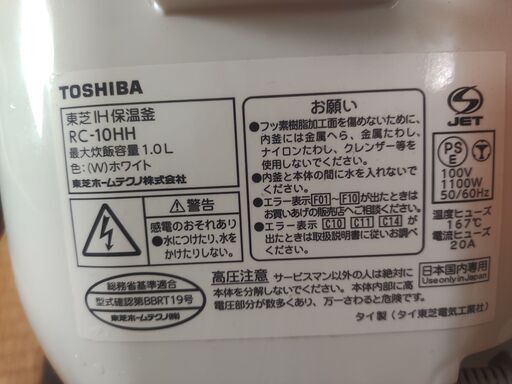 TOSHIBA
東芝IH保温釜
RC-10HH
最大炊飯容量1.0L
色:(W)ホワイト
東芝ホームテクノ株式会社
警告
感電のおそれあり
●水につけたり、水を
かけたりしない。
総務省基準適合
型式確認第BBRT19号
東芝ホームテクノ(株)
お願い
●フッ素樹脂加工面を傷めないために、
内釜には金属へら、金属たわし、
ナイロンたわし、クレンザー等を
使用しないでください。
●内釜と本体の間に水を入れないで
ください。
●エラー表示F01~F10が出たときは
お買いあげの販売店へご相談ください。
●エラー表示C10 C11 C14が
出たときは取扱説明書に従いお調べ
ください。
高圧注意 サービスマン以外の人は絶対に
本体を分解しないでください。本体内部に高
電圧部分が数多くあり、万一さわると危険です。
S
JET
PS
E
100V
1100W
50/60Hz
温度ヒューズ
167℃
電流ヒューズ
20A
日本国内専用
Use only in Japan
タイ製(タイ東芝電気工業社)